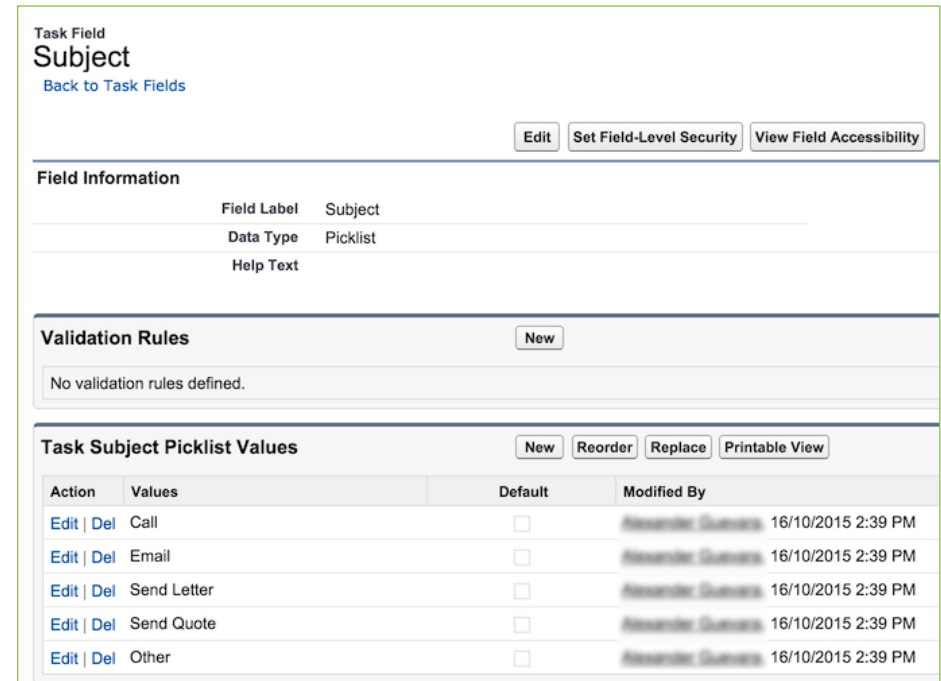 Task Field
Subject
Back to Task Fields
Edit Set Field-Level Security View Field Accessibility
Field Information
Field Label Subject
Data Type Picklist
Help Text
Validation Rules New
No validation rules defined.
Task Subject Picklist Values New Reorder Replace Printable View
Action Values Default Modified By
Edit | Del Call 16/10/2015 2:39 PM
Edit | Del Email 16/10/2015 2:39 PM
Edit | Del Send Letter 16/10/2015 2:39 PM
Edit | Del Send Quote 16/10/2015 2:39 PM
Edit | Del Other 16/10/2015 2:39 PM